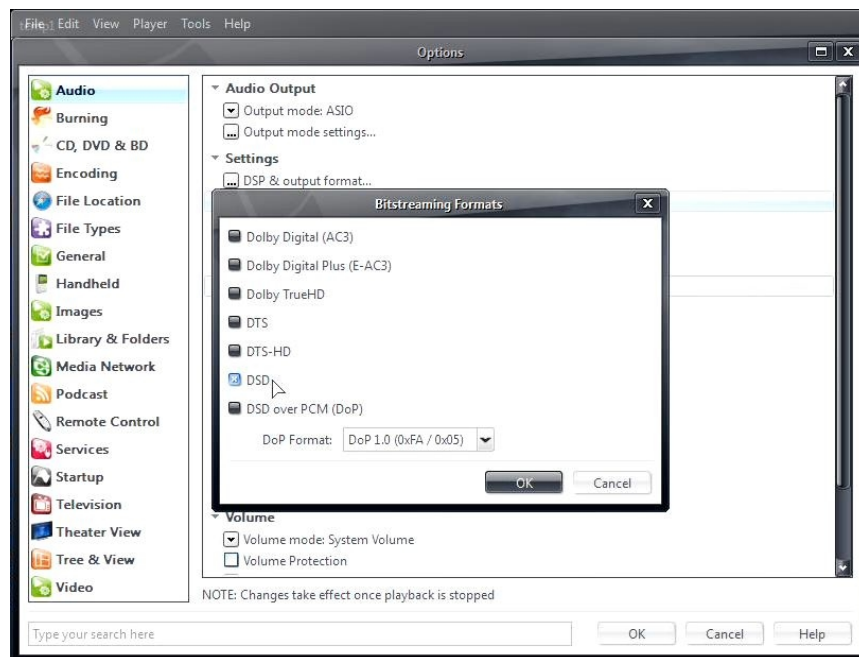 File Edit View Player Tools Help
Options
Audio
Burning
CD, DVD & BD
Encoding
File Location
File Types
General
Handheld
Images
Library & Folders
Media Network
Podcast
Remote Control
Services
Startup
Television
Theater View
Tree & View
Video
Audio Output
Output mode: ASIO
Output mode settings...
Settings
DSP & output format...
Bitstreaming Formats
Dolby Digital (AC3)
Dolby Digital Plus (E-AC3)
Dolby TrueHD
DTS
DTS-HD
DSD
DSD over PCM (DoP)
DoP Format: DoP 1.0 (0xFA / 0x05)
OK Cancel
Volume
Volume mode: System Volume
Volume Protection
NOTE: Changes take effect once playback is stopped
Type your search here
OK Cancel Help